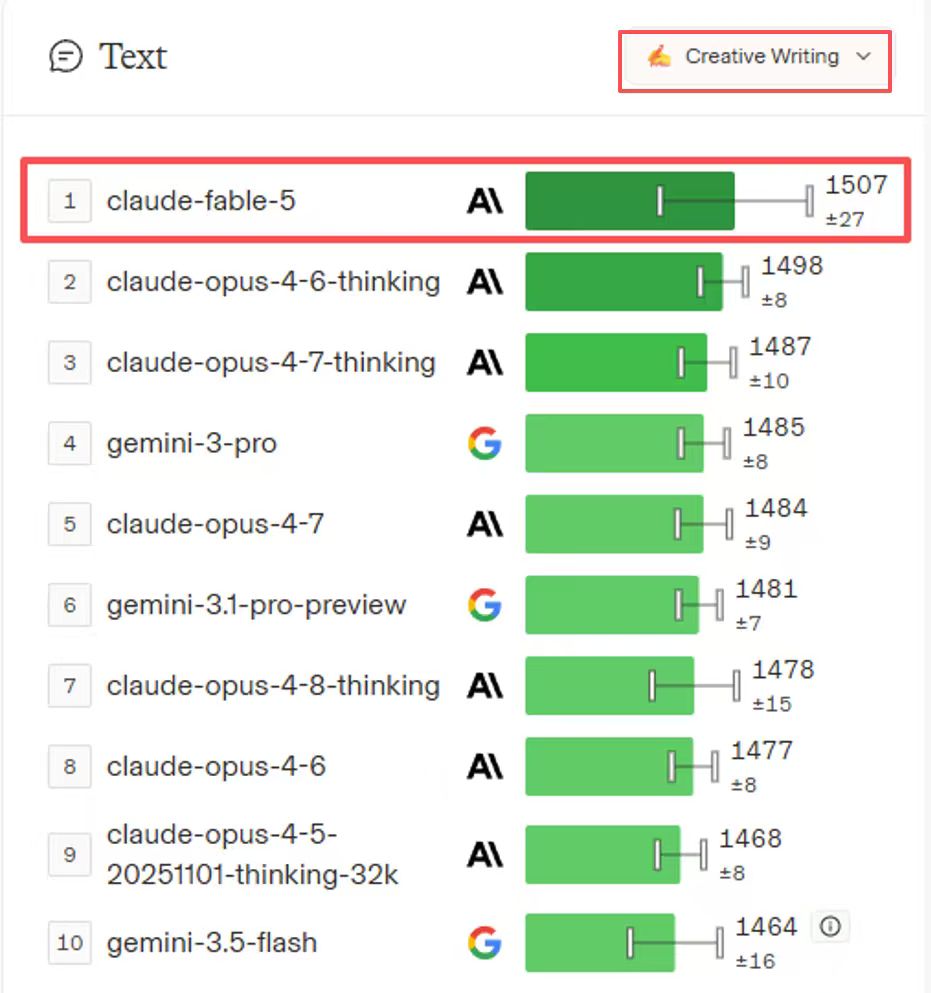 Text
Creative Writing
1 claude-fable-5 1507
±27
2 claude-opus-4-6-thinking 1498
±8
3 claude-opus-4-7-thinking 1487
±10
4 gemini-3-pro 1485
±8
5 claude-opus-4-7 1484
±9
6 gemini-3.1-pro-preview 1481
±7
7 claude-opus-4-8-thinking 1478
±15
8 claude-opus-4-6 1477
±8
9 claude-opus-4-5-
20251101-thinking-32k 1468
±8
10 gemini-3.5-flash 1464
±16